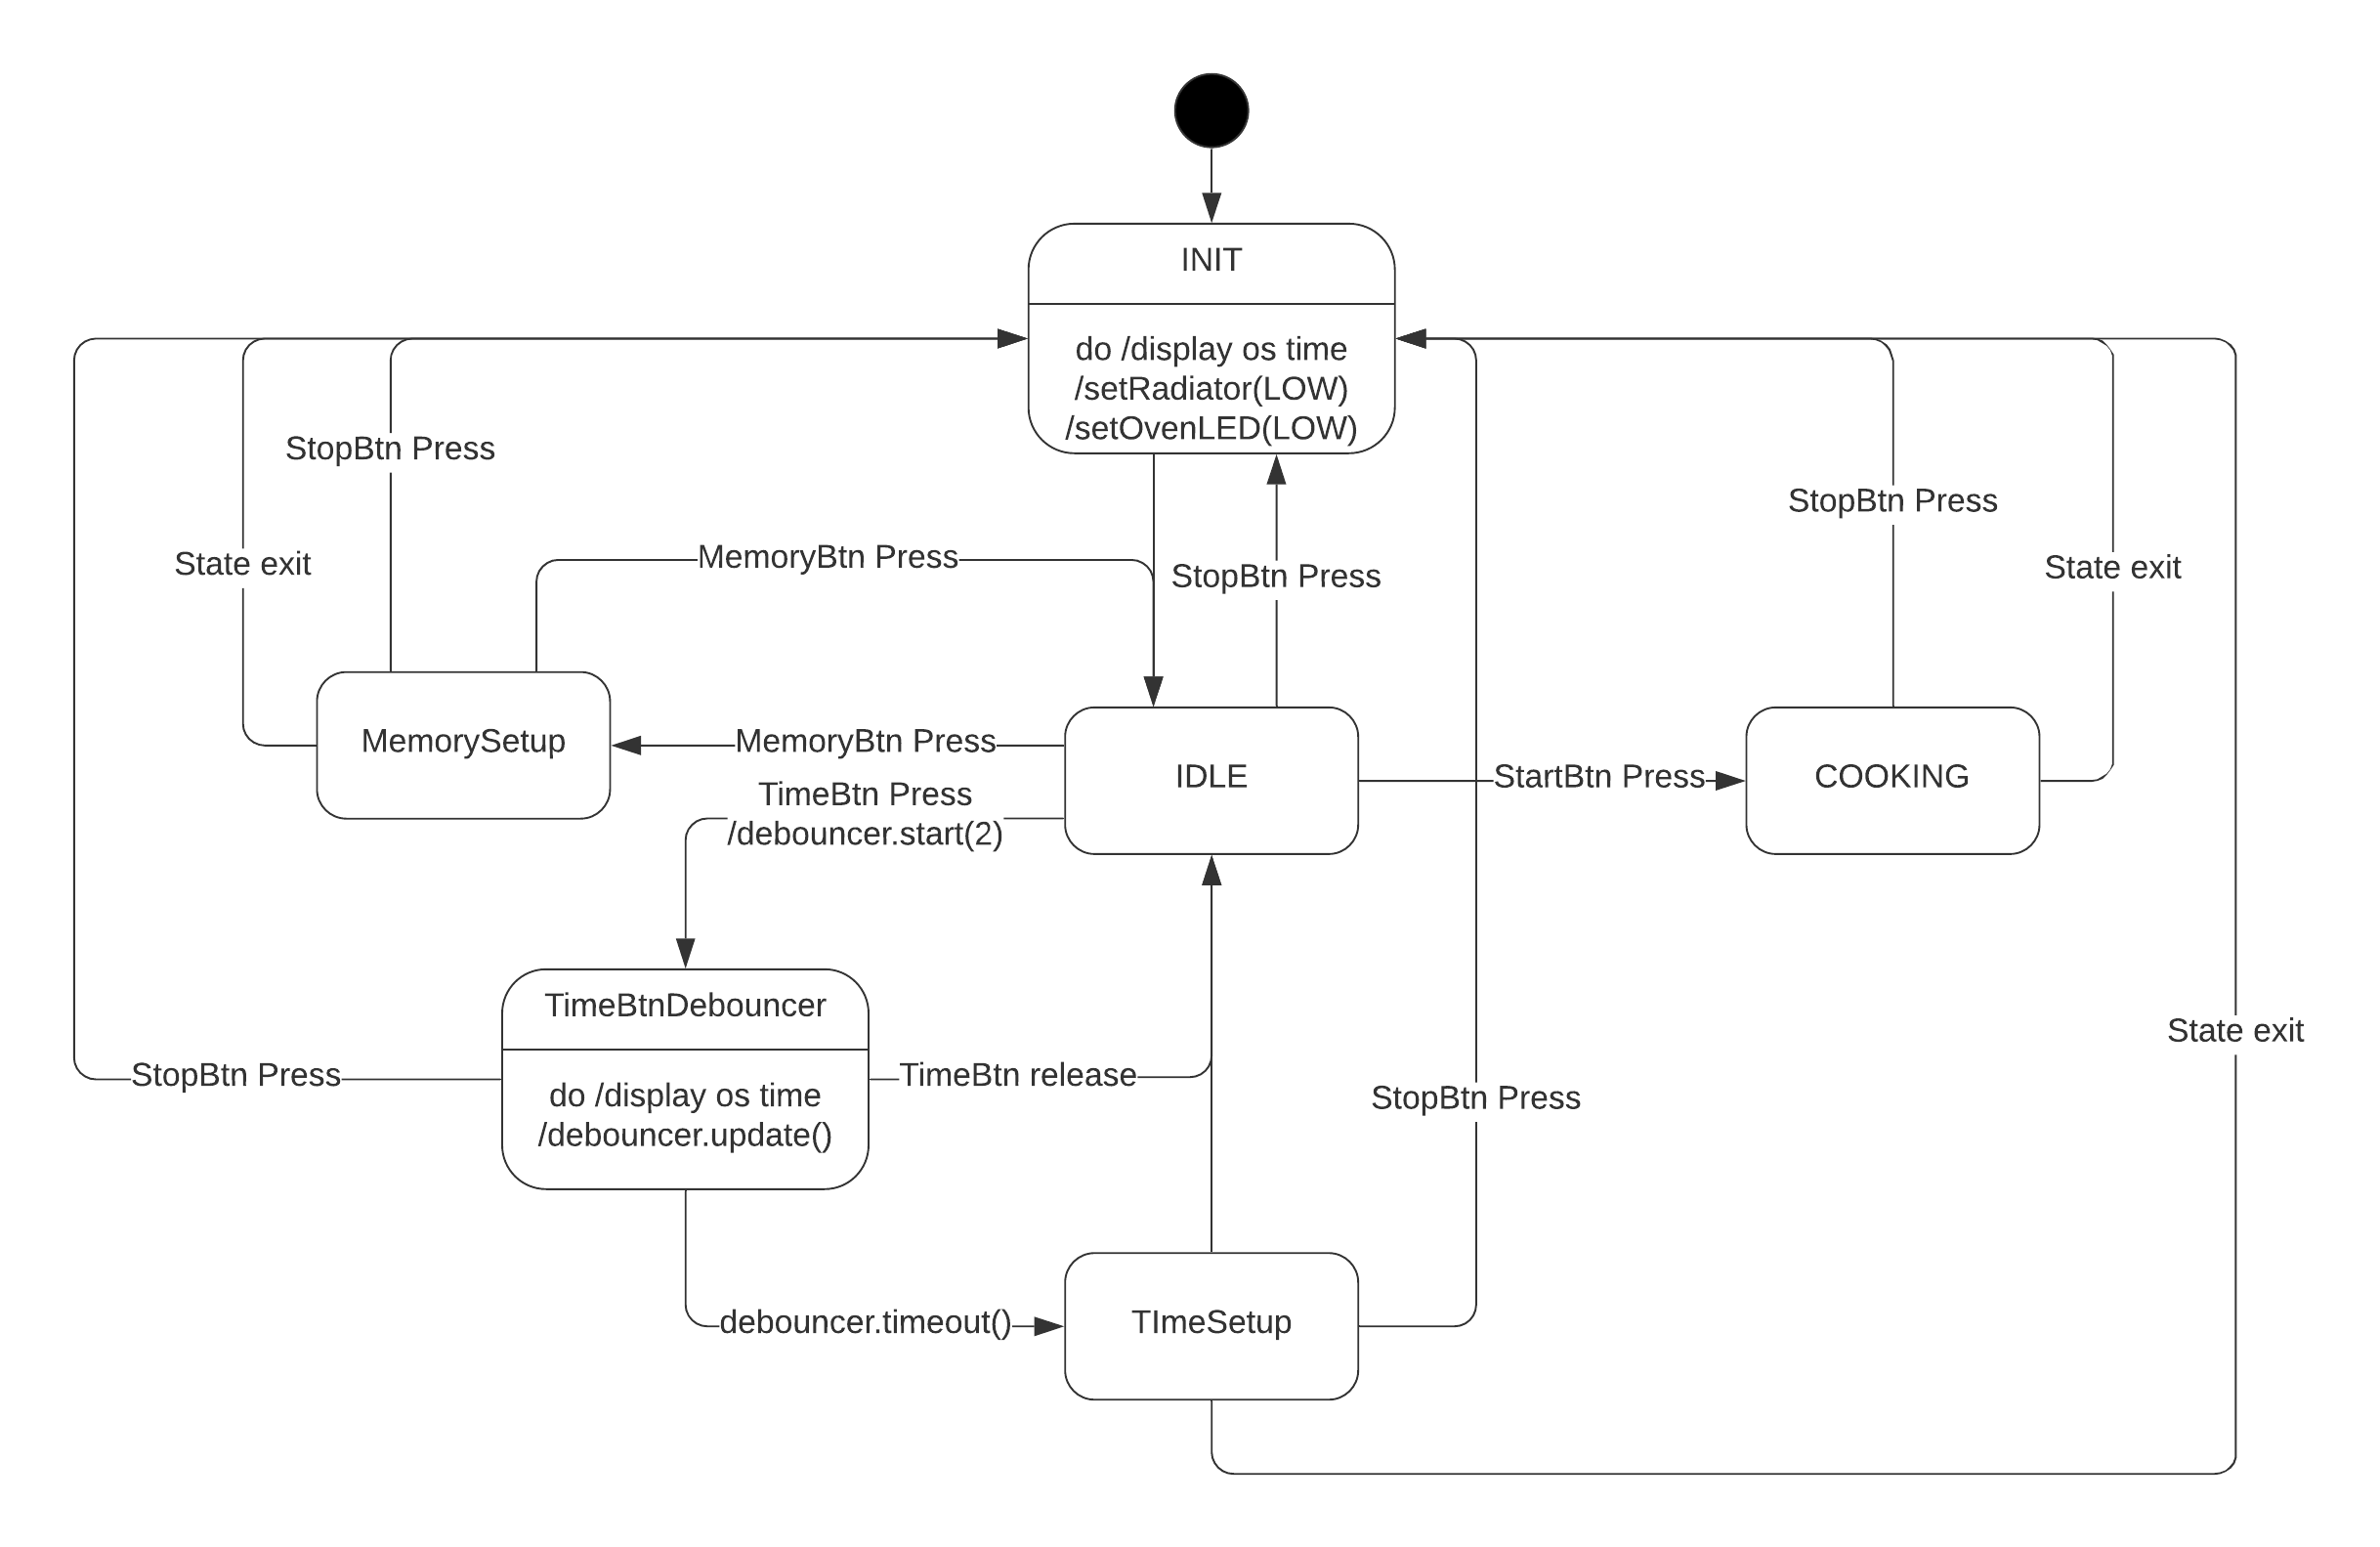 INIT
do /display os time
/setRadiator(LOW)
/setOvenLED(LOW)
StopBtn Press
StopBtn Press
State exit
MemoryBtn Press
StopBtn Press
State exit
MemorySetup
MemoryBtn Press
IDLE
StartBtn Press
COOKING
TimeBtn Press
/debouncer.start(2)
TimeBtnDebouncer
do /display os time
/debouncer.update()
StopBtn Press
TimeBtn release
StopBtn Press
State exit
debouncer.timeout()
TImeSetup